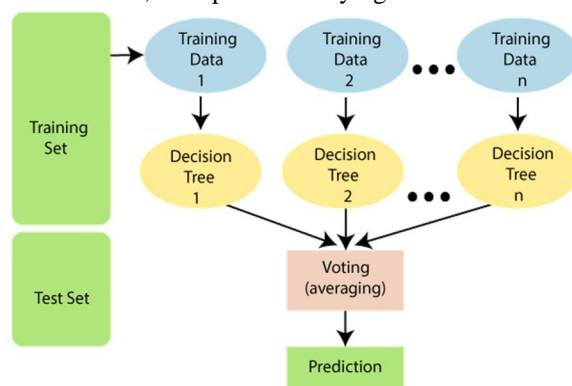 Training
Data
1
Training
Data
2
Training
Data
n
Training
Set
Decision
Tree
1
Decision
Tree
2
Decision
Tree
n
Test Set
Voting
(averaging)
Prediction